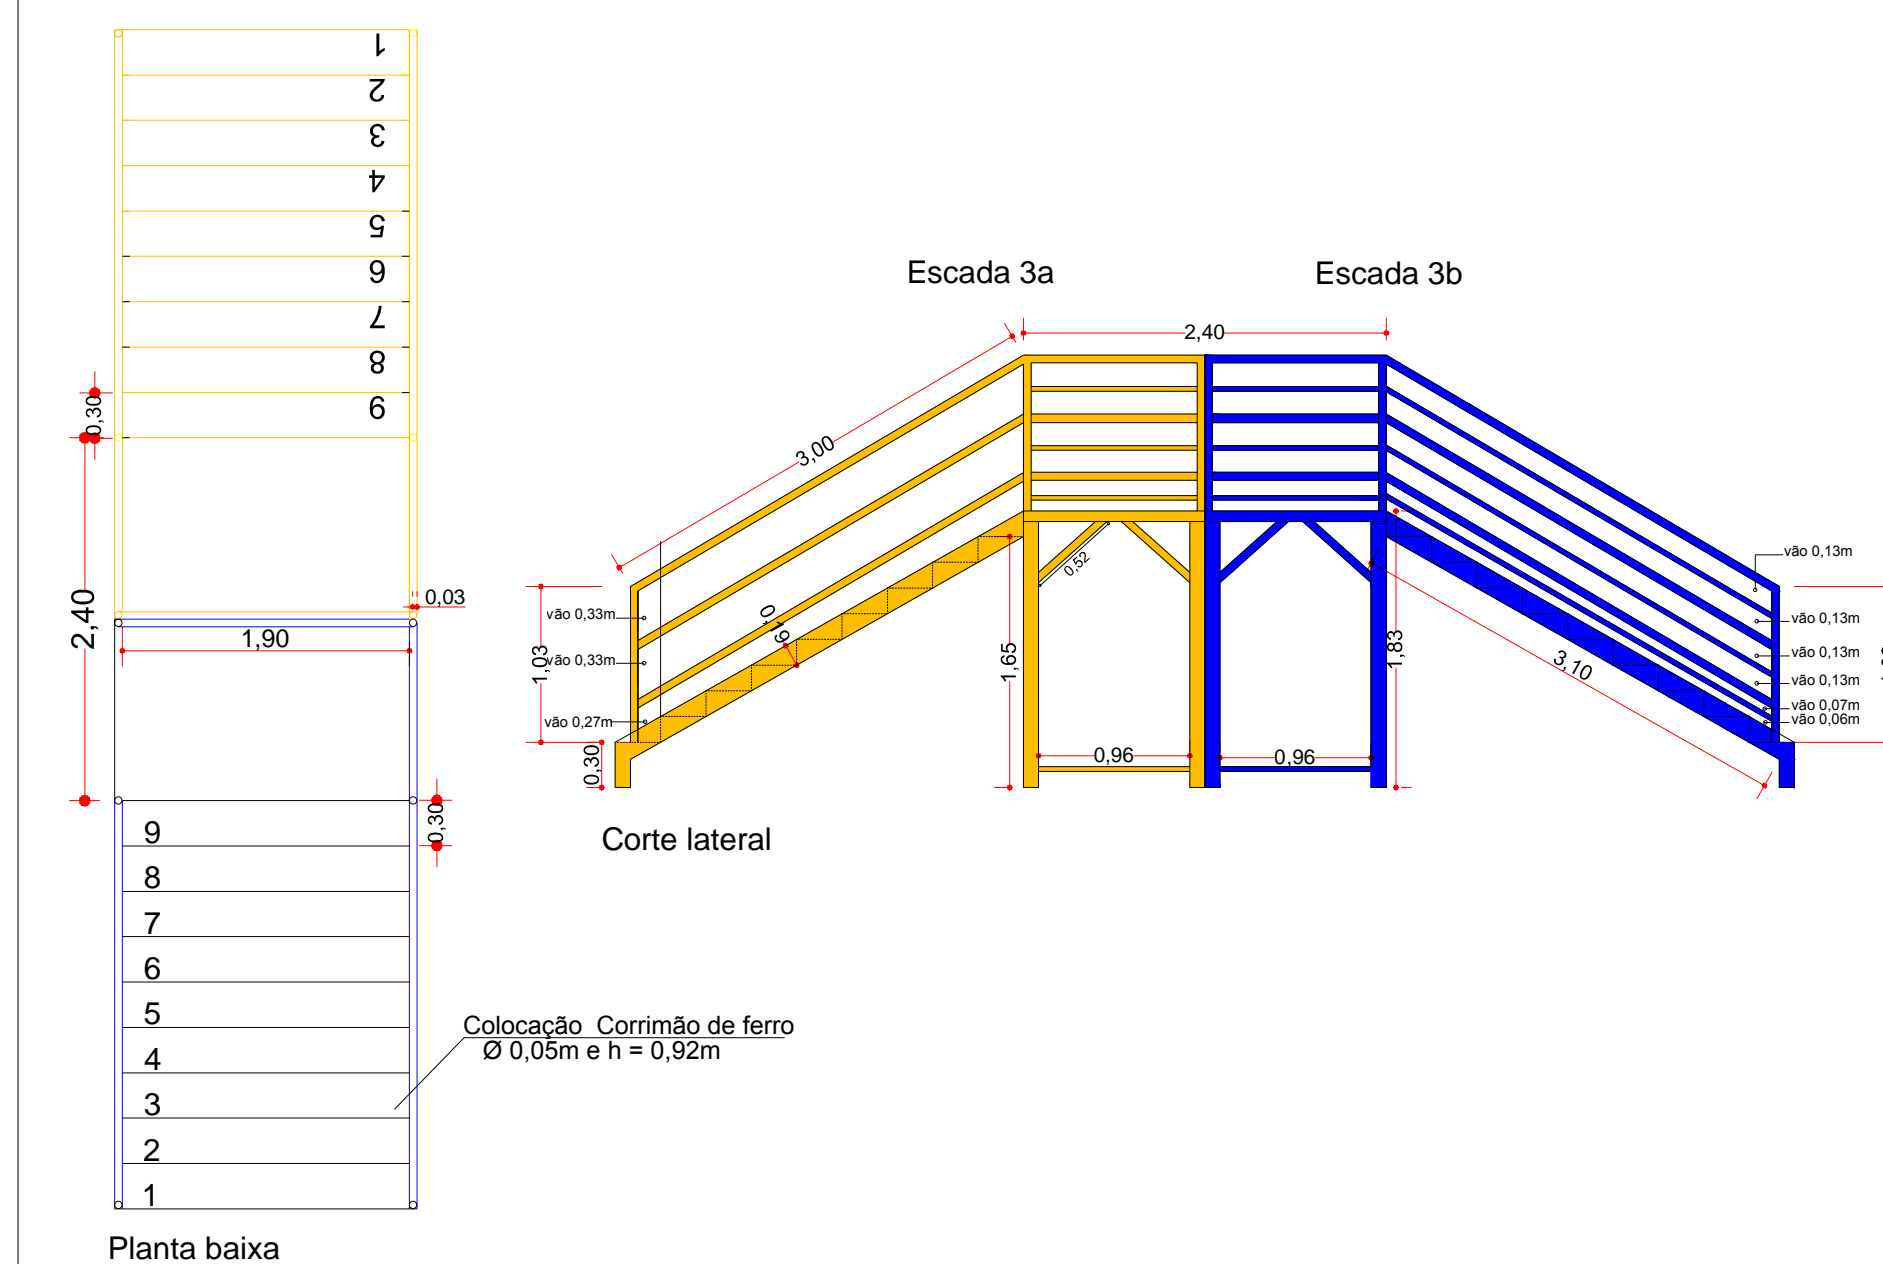 1
2
3
4
5
6
7
8
9
0,30
2,40
0,03
1,90
0,30
9
8
7
6
5
4
3
2
1
Colocação Corrimão de ferro
Ø 0,05m e h = 0,92m
Planta baixa
Escada 3a
Escada 3b
2,40
3,00
0,52
vão 0,33m
vão 0,33m
vão 0,27m
1,03
0,30
0,19
1,65
0,96
0,96
1,83
3,10
vão 0,13m
vão 0,13m
vão 0,13m
vão 0,13m
vão 0,07m
vão 0,06m
Corte lateral